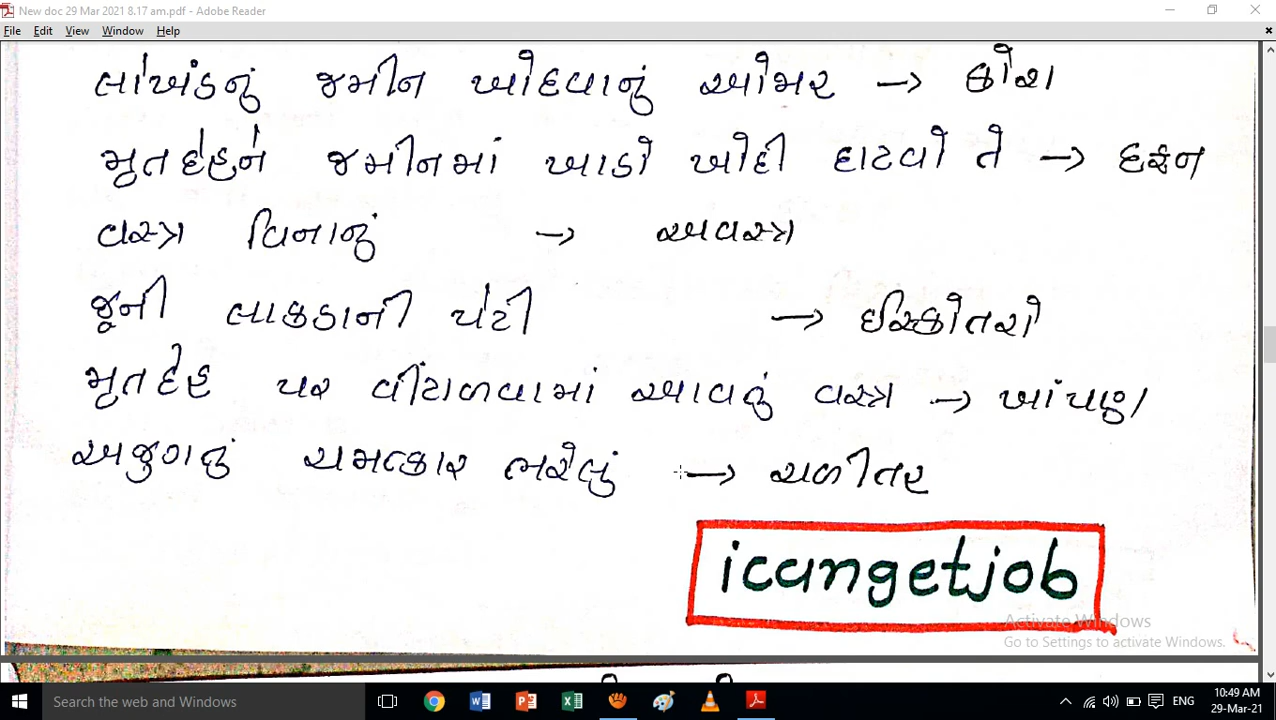 New doc 29 Mar 2021 8.17 am.pdf - Adobe Reader
File Edit View Window Help
લોખંડનું જમીન ખોદવાનું ઓમર → કોશ
મૃતદેહને જમીનમાં ખાડો ખોદી દાટવો તે → દફન
વસ્ત્ર વિનાનું → અવસ્ત્ર
જૂની લાકડાની પેટી → ઈસ્કોતરો
મૃતદેહ પર વીંટાળવામાં આવતું વસ્ત્ર → ખાંપણ
અજુગતું ચમત્કાર ભરેલું → ચળીતર
icangetjob
Activate Windows
Go to Settings to activate Windows.
Search the web and Windows
ENG
10:49 AM
29-Mar-21